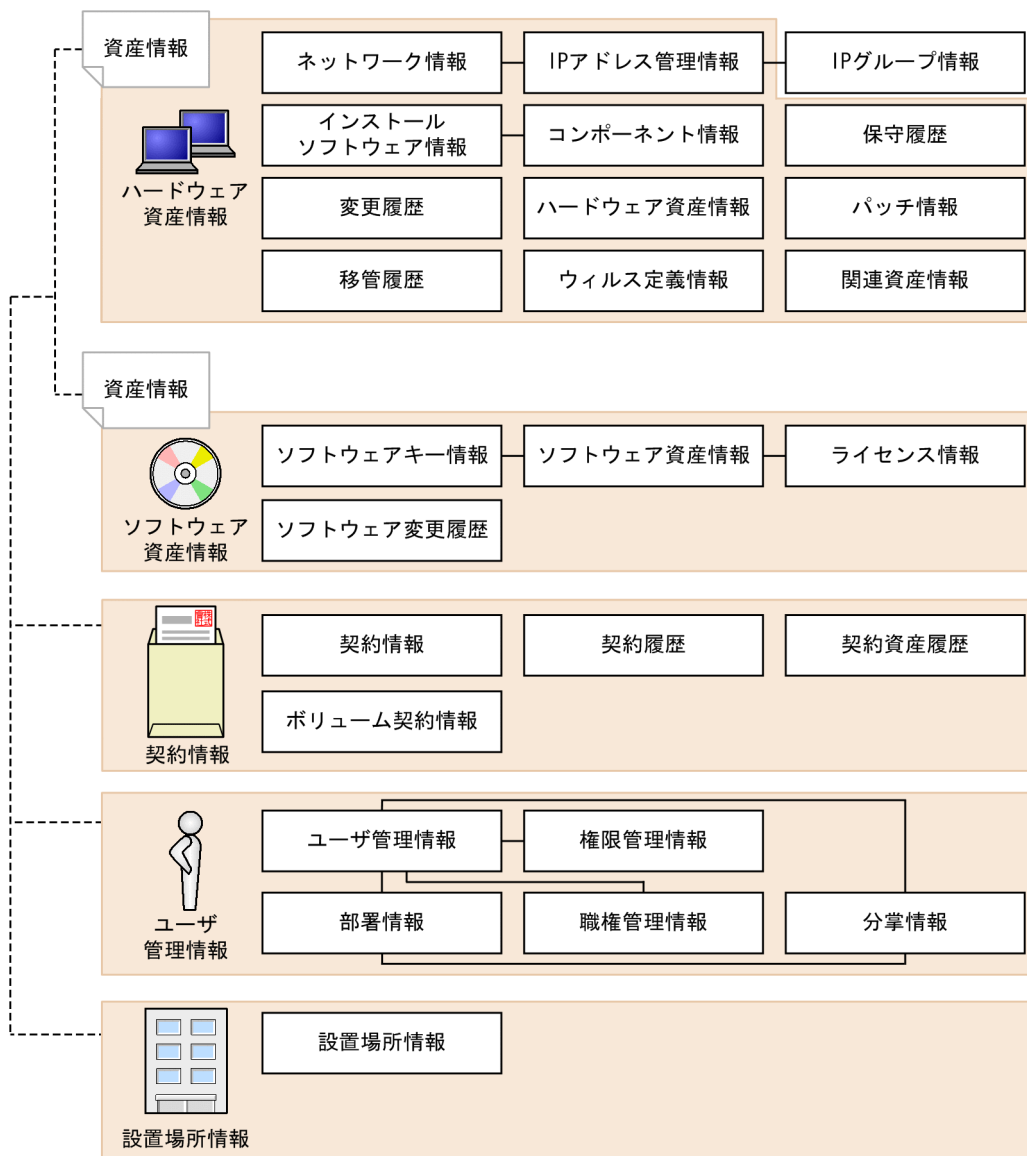 資産情報
ネットワーク情報
IPアドレス管理情報
IPグループ情報
インストール
ソフトウェア情報
コンポーネント情報
保守履歴
ハードウェア
資産情報
変更履歴
ハードウェア資産情報
パッチ情報
移管履歴
ウィルス定義情報
関連資産情報
資産情報
ソフトウェアキー情報
ソフトウェア資産情報
ライセンス情報
ソフトウェア
資産情報
ソフトウェア変更履歴
契約情報
契約履歴
契約資産履歴
ボリューム契約情報
契約情報
ユーザ管理情報
権限管理情報
部署情報
職権管理情報
分掌情報
ユーザ
管理情報
設置場所情報
設置場所情報